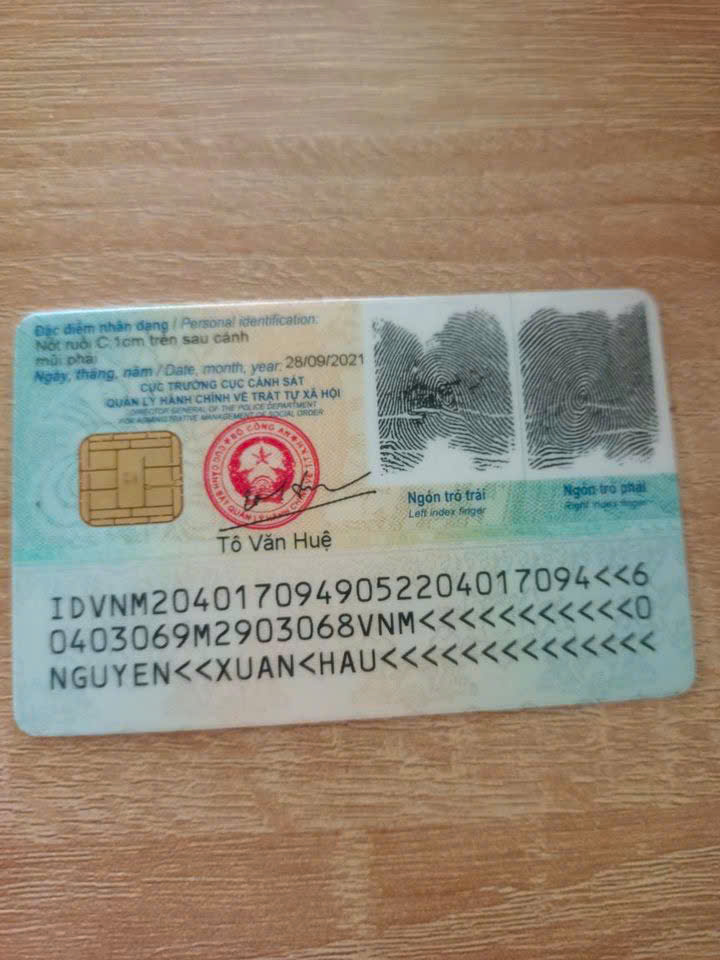 Đặc điểm nhân dạng / Personal identification:
Nốt ruồi C.1cm trên sau cánh
mũi phải
Ngày, tháng, năm / Date, month, year: 28/09/2021
CỤC TRƯỞNG CỤC CẢNH SÁT
QUẢN LÝ HÀNH CHÍNH VỀ TRẬT TỰ XÃ HỘI
DIRECTOR GENERAL OF THE POLICE DEPARTMENT
FOR ADMINISTRATIVE MANAGEMENT OF SOCIAL ORDER
BỘ CÔNG AN
Tô Văn Huệ
Ngón trỏ trái
Left index finger
Ngón trỏ phải
Right index finger
IDVNM2040170949052204017094<<6
0403069M2903068VNM<<<<<<<<<<<0
NGUYEN<<XUAN<HAU<<<<<<<<<<<<<<